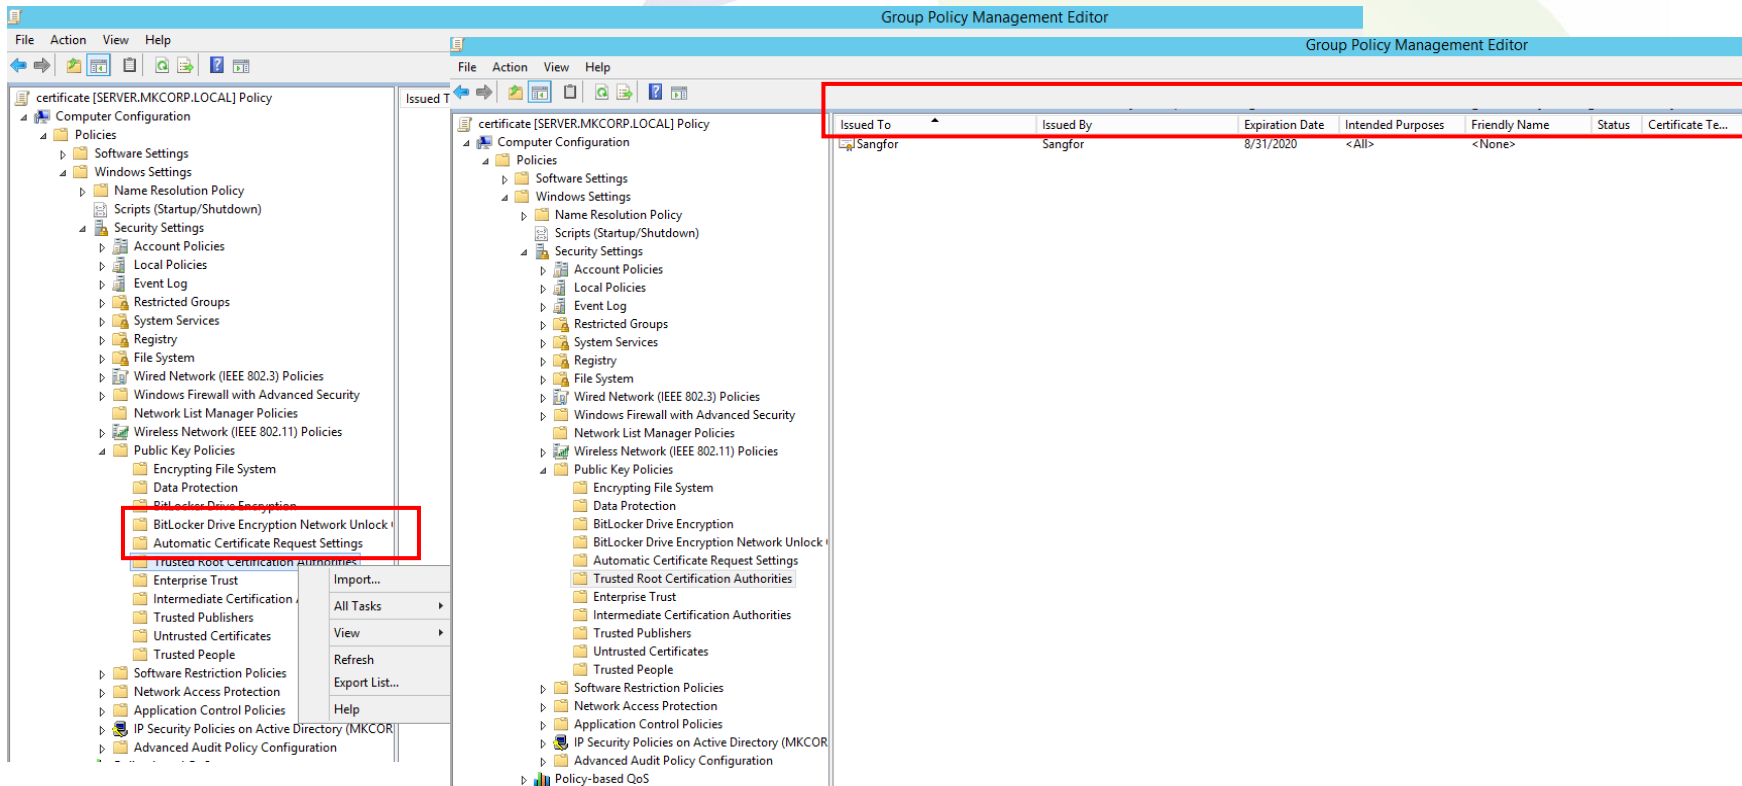 Group Policy Management Editor
File Action View Help
certificate [SERVER.MKCORP.LOCAL] Policy
Computer Configuration
Policies
Software Settings
Windows Settings
Name Resolution Policy
Scripts (Startup/Shutdown)
Security Settings
Account Policies
Local Policies
Event Log
Restricted Groups
System Services
Registry
File System
Wired Network (IEEE 802.3) Policies
Windows Firewall with Advanced Security
Network List Manager Policies
Wireless Network (IEEE 802.11) Policies
Public Key Policies
Encrypting File System
Data Protection
BitLocker Drive Encryption
BitLocker Drive Encryption Network Unlock
Automatic Certificate Request Settings
Trusted Root Certification Authorities
Enterprise Trust
Intermediate Certification
Trusted Publishers
Untrusted Certificates
Trusted People
Software Restriction Policies
Network Access Protection
Application Control Policies
IP Security Policies on Active Directory (MKCOR
Advanced Audit Policy Configuration
Issued T
Import...
All Tasks
View
Refresh
Export List...
Help
Group Policy Management Editor
File Action View Help
certificate [SERVER.MKCORP.LOCAL] Policy
Computer Configuration
Policies
Software Settings
Windows Settings
Name Resolution Policy
Scripts (Startup/Shutdown)
Security Settings
Account Policies
Local Policies
Event Log
Restricted Groups
System Services
Registry
File System
Wired Network (IEEE 802.3) Policies
Windows Firewall with Advanced Security
Network List Manager Policies
Wireless Network (IEEE 802.11) Policies
Public Key Policies
Encrypting File System
Data Protection
BitLocker Drive Encryption
BitLocker Drive Encryption Network Unlock
Automatic Certificate Request Settings
Trusted Root Certification Authorities
Enterprise Trust
Intermediate Certification Authorities
Trusted Publishers
Untrusted Certificates
Trusted People
Software Restriction Policies
Network Access Protection
Application Control Policies
IP Security Policies on Active Directory (MKCOR
Advanced Audit Policy Configuration
Policy-based QoS
Issued To Issued By Expiration Date Intended Purposes Friendly Name Status Certificate Te...
Sangfor Sangfor 8/31/2020 <All> <None>